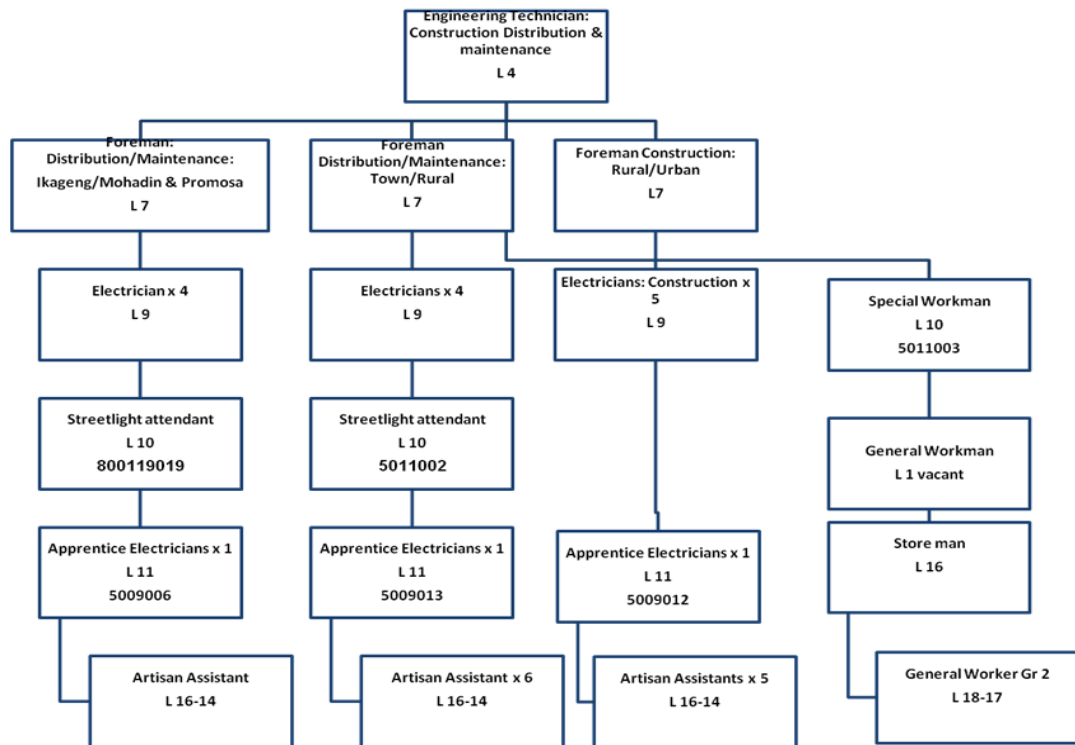 Engineering Technician:
Construction Distribution &
maintenance
L 4
Foreman:
Distribution/Maintenance:
Ikageng/Mohadin & Promosa
L 7
Foreman
Distribution/Maintenance:
Town/Rural
L 7
Foreman Construction:
Rural/Urban
L7
Electrician x 4
L 9
Electricians x 4
L 9
Electricians: Construction x
5
L 9
Special Workman
L 10
5011003
Streetlight attendant
L 10
800119019
Streetlight attendant
L 10
5011002
General Workman
L 1 vacant
Apprentice Electricians x 1
L 11
5009006
Apprentice Electricians x 1
L 11
5009013
Apprentice Electricians x 1
L 11
5009012
Store man
L 16
Artisan Assistant
L 16-14
Artisan Assistant x 6
L 16-14
Artisan Assistants x 5
L 16-14
General Worker Gr 2
L 18-17